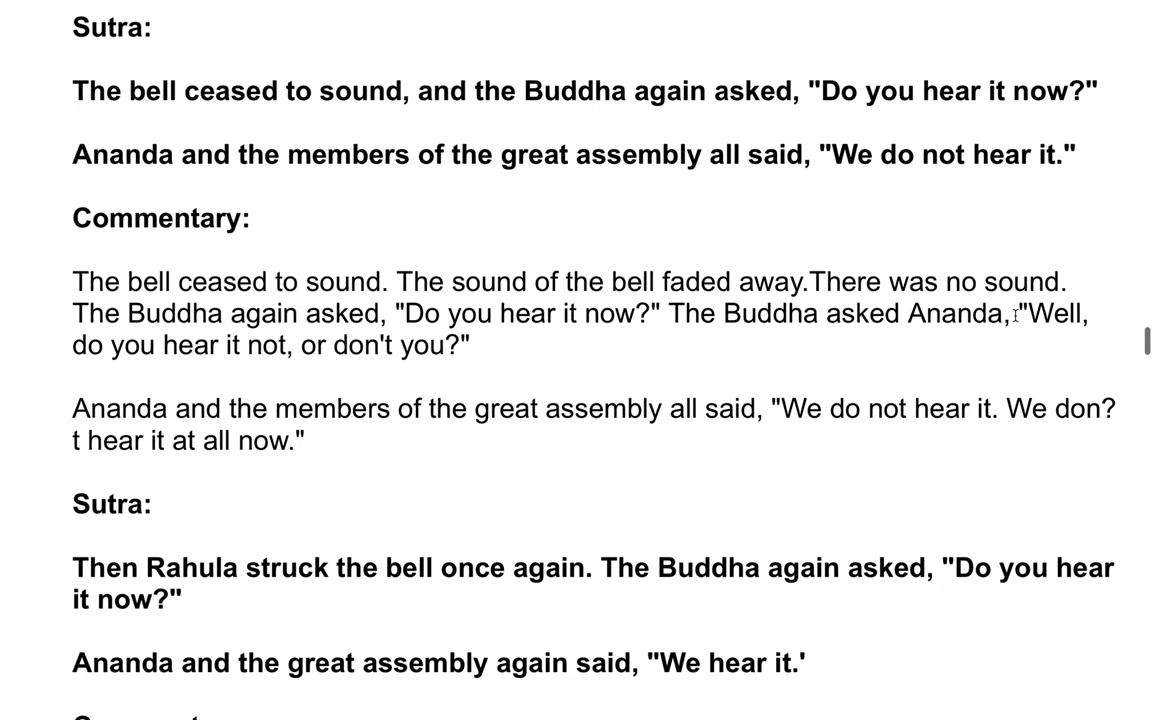 Sutra:
The bell ceased to sound, and the Buddha again asked, "Do you hear it now?"
Ananda and the members of the great assembly all said, "We do not hear it."
Commentary:
The bell ceased to sound. The sound of the bell faded away.There was no sound.
The Buddha again asked, "Do you hear it now?" The Buddha asked Ananda, "Well,
do you hear it not, or don't you?"
Ananda and the members of the great assembly all said, "We do not hear it. We don?
t hear it at all now."
Sutra:
Then Rahula struck the bell once again. The Buddha again asked, "Do you hear
it now?"
Ananda and the great assembly again said, "We hear it.'